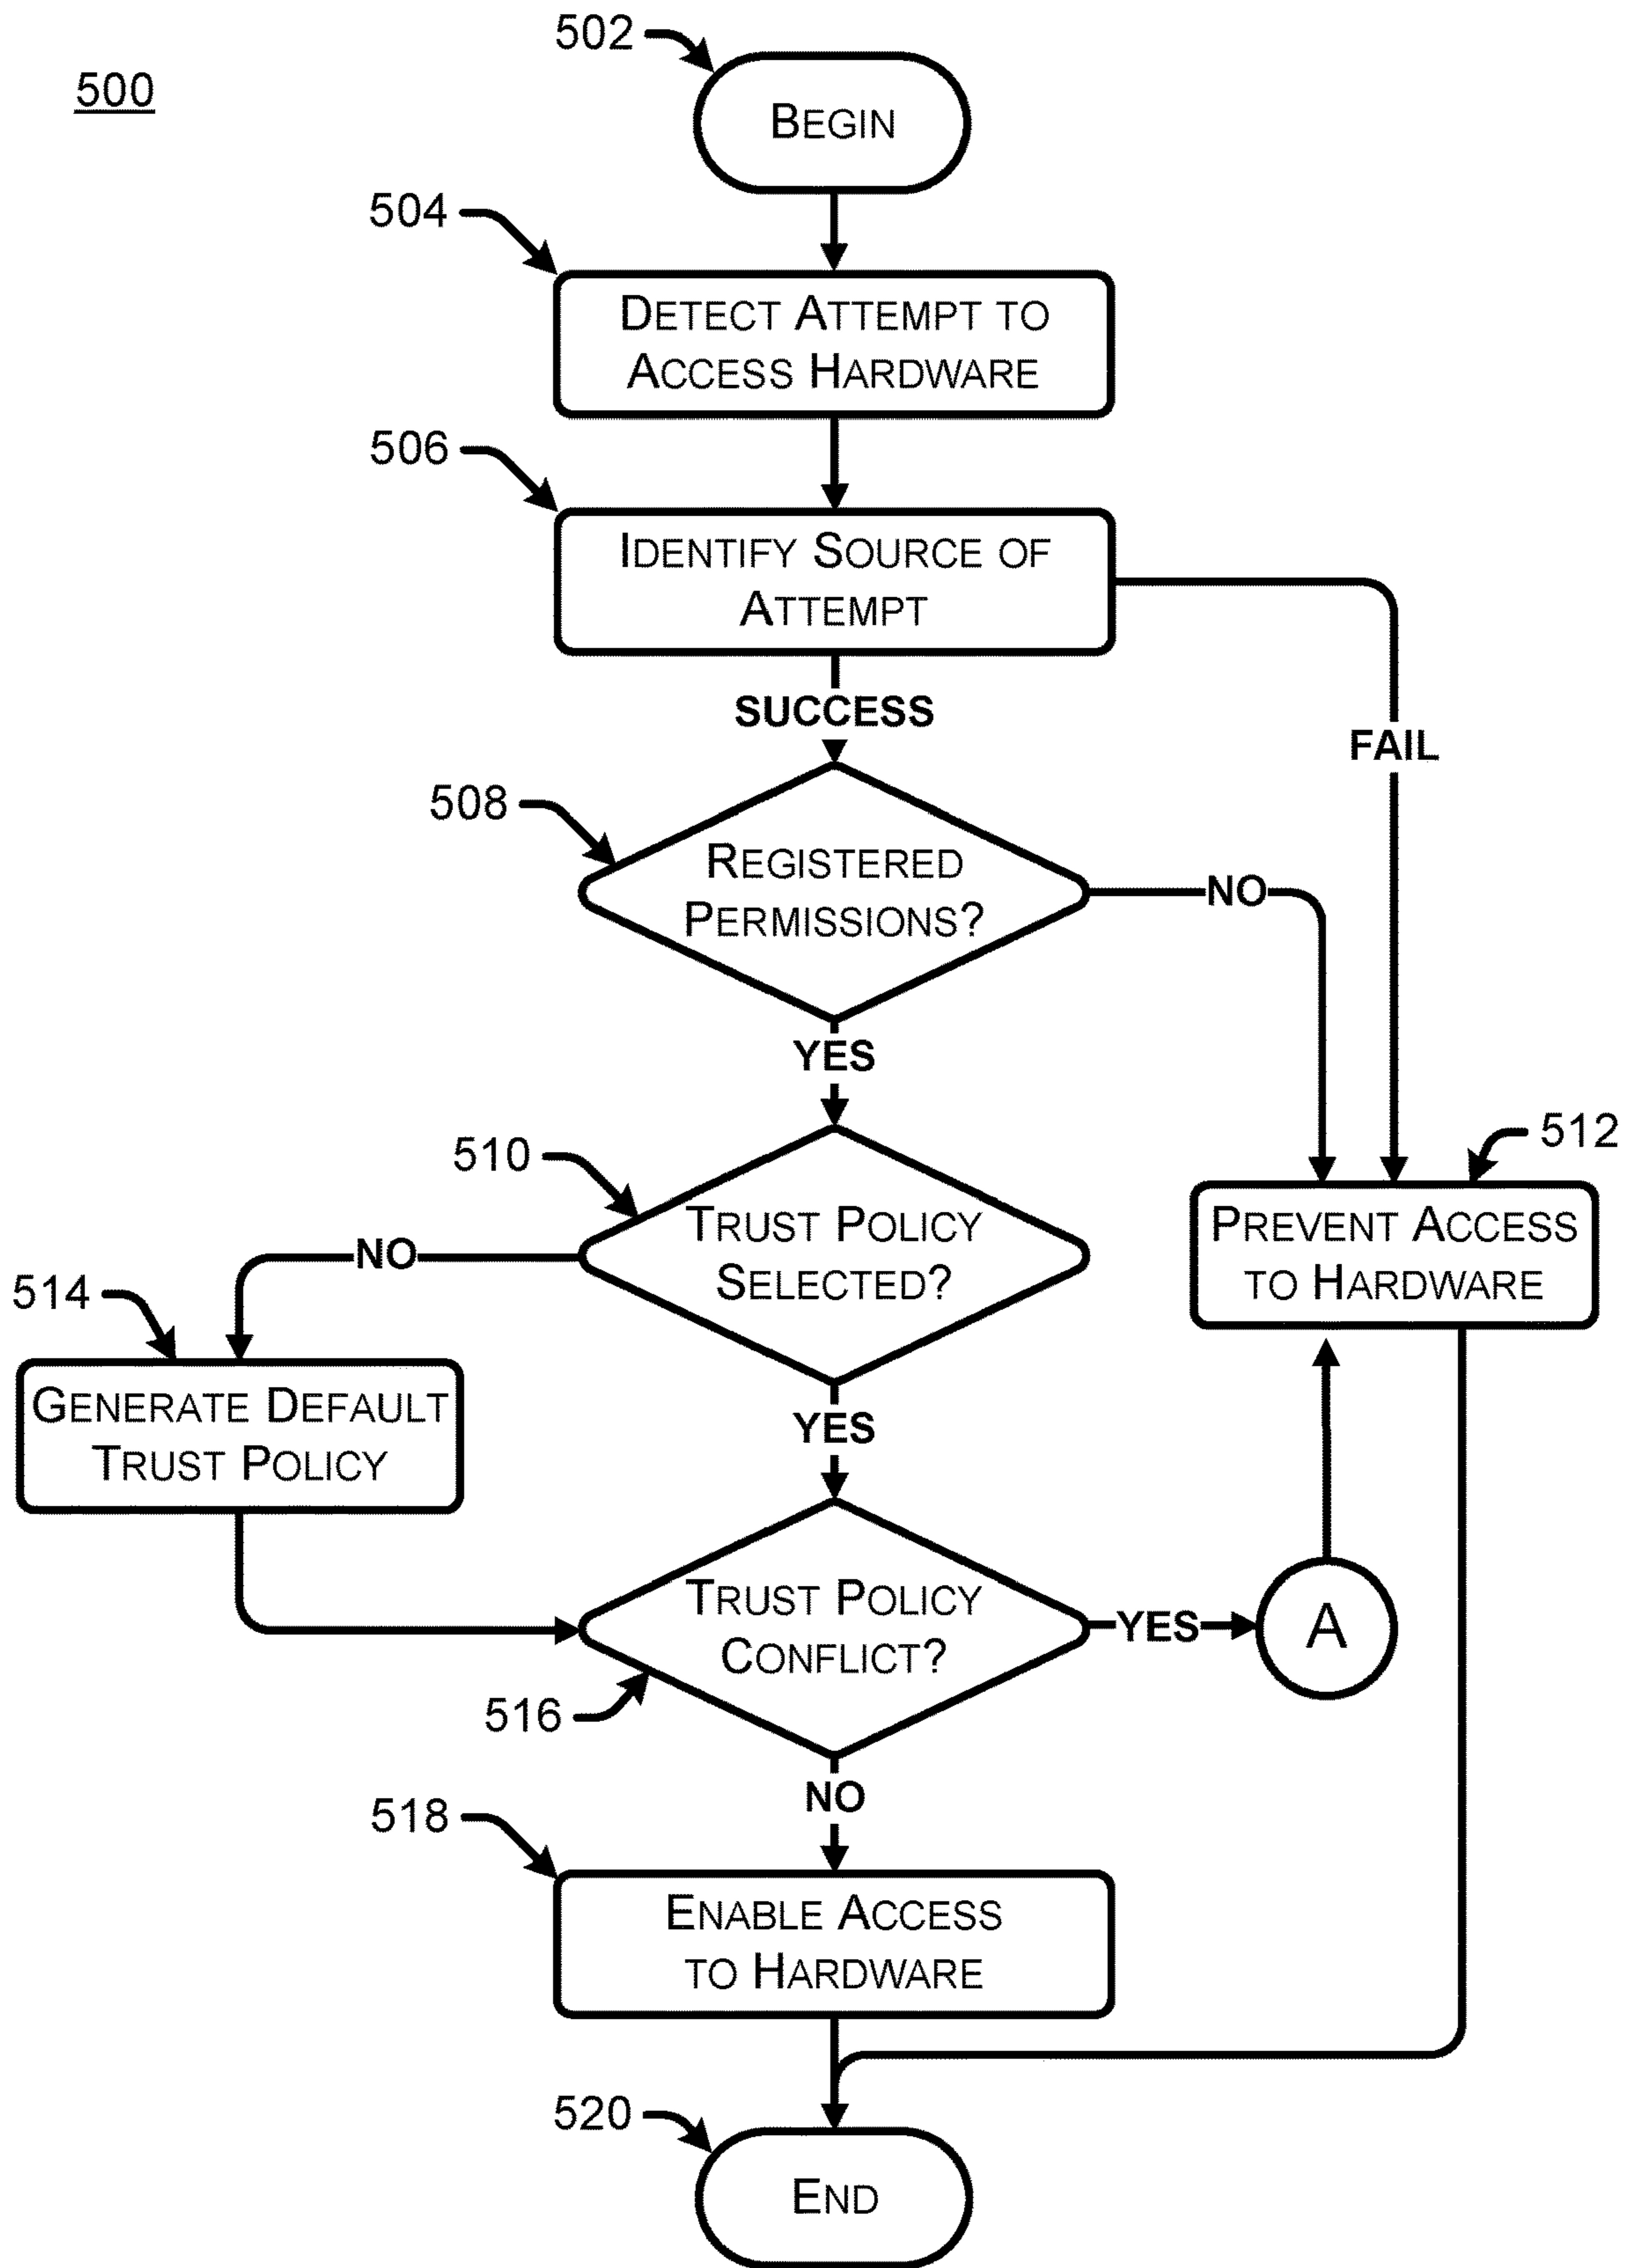 502
500
BEGIN
504
DETECT ATTEMPT TO
ACCESS HARDWARE
506
IDENTIFY SOURCE OF
ATTEMPT
SUCCESS
FAIL
508
REGISTERED
PERMISSIONS?
NO
YES
510
512
TRUST POLICY
SELECTED?
PREVENT ACCESS
TO HARDWARE
NO
514
GENERATE DEFAULT
TRUST POLICY
YES
TRUST POLICY
CONFLICT?
YES
A
516
NO
518
ENABLE ACCESS
TO HARDWARE
520
END